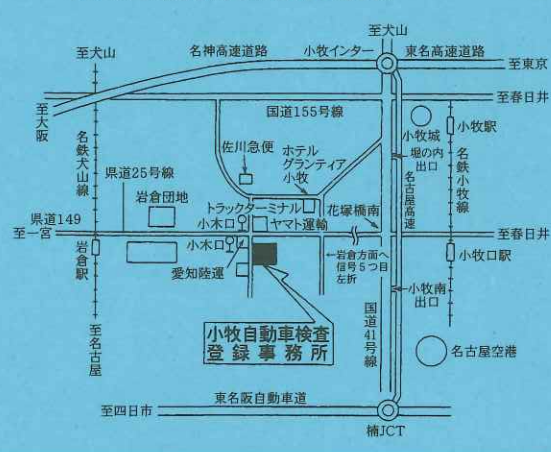 至犬山
至犬山
名神高速道路
小牧インター
東名高速道路
至東京
至大阪
国道155号線
至春日井
小牧城
小牧駅
名鉄犬山線
佐川急便
ホテル
グランティア
小牧
堀の内
出口
名鉄小牧線
県道25号線
名古屋高速
岩倉団地
トラックターミナル
県道149
小木口
ヤマト運輸
花塚橋南
至一宮
小木口
至春日井
岩倉駅
愛知陸運
←岩倉方面へ
信号5つ目
左折
小牧口駅
小牧南
出口
国道41号線
至名古屋
小牧自動車検査
登録事務所
名古屋空港
東名阪自動車道
至四日市
楠JCT